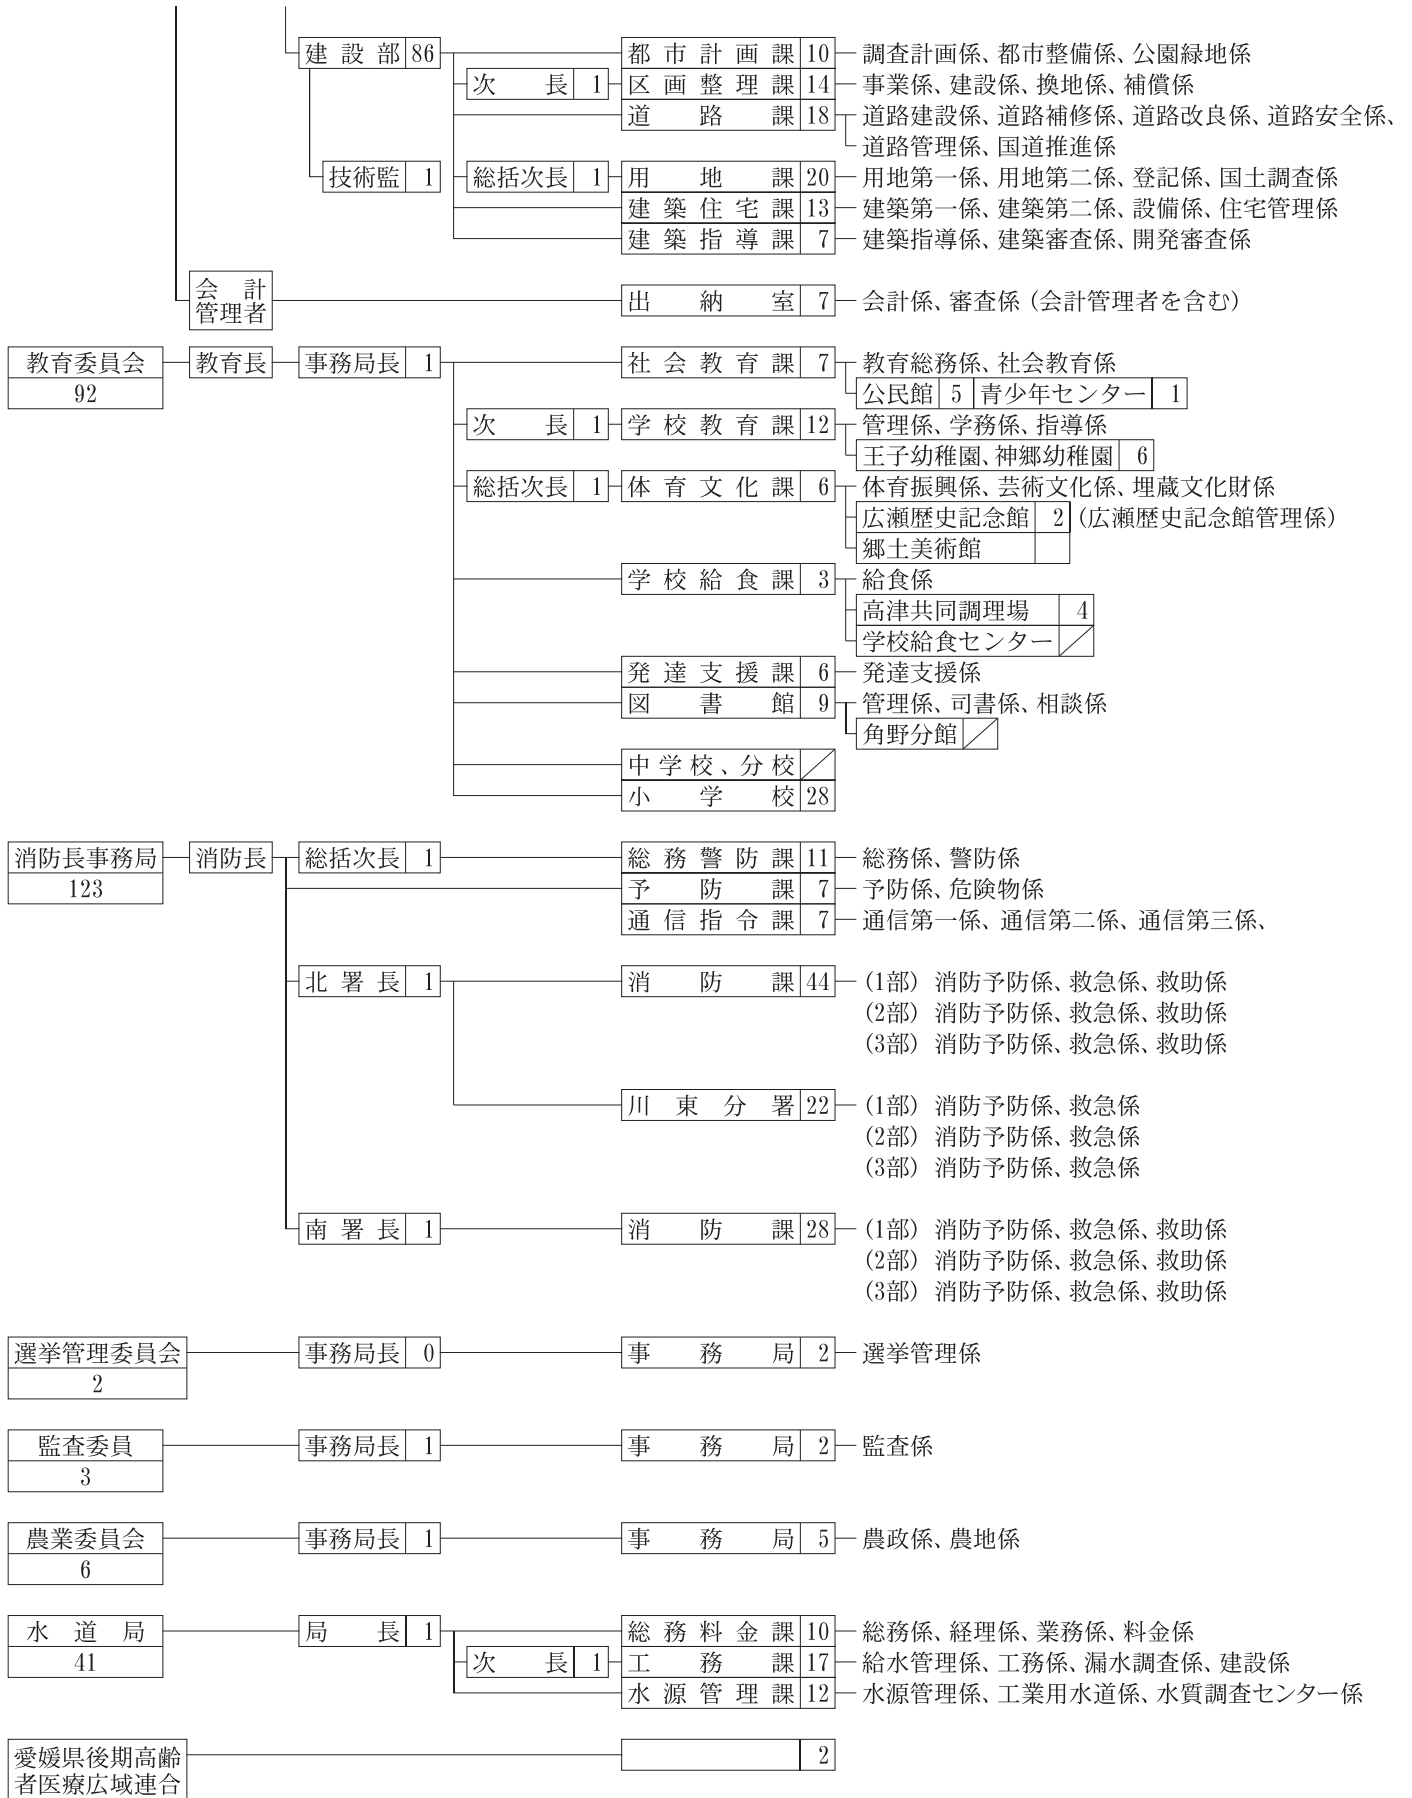 建設部 86 都市計画課 10 調査計画係、都市整備係、公園緑地係
次長 1 区画整理課 14 事業係、建設係、換地係、補償係
道路課 18 道路建設係、道路補修係、道路改良係、道路安全係、
道路管理係、国道推進係
技術監 1 総括次長 1 用地課 20 用地第一係、用地第二係、登記係、国土調査係
建築住宅課 13 建築第一係、建築第二係、設備係、住宅管理係
建築指導課 7 建築指導係、建築審査係、開発審査係
会計
管理者
出納室 7 会計係、審査係（会計管理者を含む）
教育委員会 教育長 事務局長 1 社会教育課 7 教育総務係、社会教育係
92 公民館 5 青少年センター 1
次長 1 学校教育課 12 管理係、学務係、指導係
王子幼稚園、神郷幼稚園 6
総括次長 1 体育文化課 6 体育振興係、芸術文化係、埋蔵文化財係
広瀬歴史記念館 2（広瀬歴史記念館管理係）
郷土美術館
学校給食課 3 給食係
高津共同調理場 4
学校給食センター
発達支援課 6 発達支援係
図書館 9 管理係、司書係、相談係
角野分館
中学校、分校
小学校 28
消防長事務局 消防長 総括次長 1 総務警防課 11 総務係、警防係
123 予防課 7 予防係、危険物係
通信指令課 7 通信第一係、通信第二係、通信第三係、
北署長 1 消防課 44 （1部）消防予防係、救急係、救助係
（2部）消防予防係、救急係、救助係
（3部）消防予防係、救急係、救助係
川東分署 22 （1部）消防予防係、救急係
（2部）消防予防係、救急係
（3部）消防予防係、救急係
南署長 1 消防課 28 （1部）消防予防係、救急係、救助係
（2部）消防予防係、救急係、救助係
（3部）消防予防係、救急係、救助係
選挙管理委員会 事務局長 0 事務局 2 選挙管理係
2
監査委員 事務局長 1 事務局 2 監査係
3
農業委員会 事務局長 1 事務局 5 農政係、農地係
6
水道局 局長 1 総務料金課 10 総務係、経理係、業務係、料金係
41 次長 1 工務課 17 給水管理係、工務係、漏水調査係、建設係
水源管理課 12 水源管理係、工業用水道係、水質調査センター係
愛媛県後期高齢 2
者医療広域連合